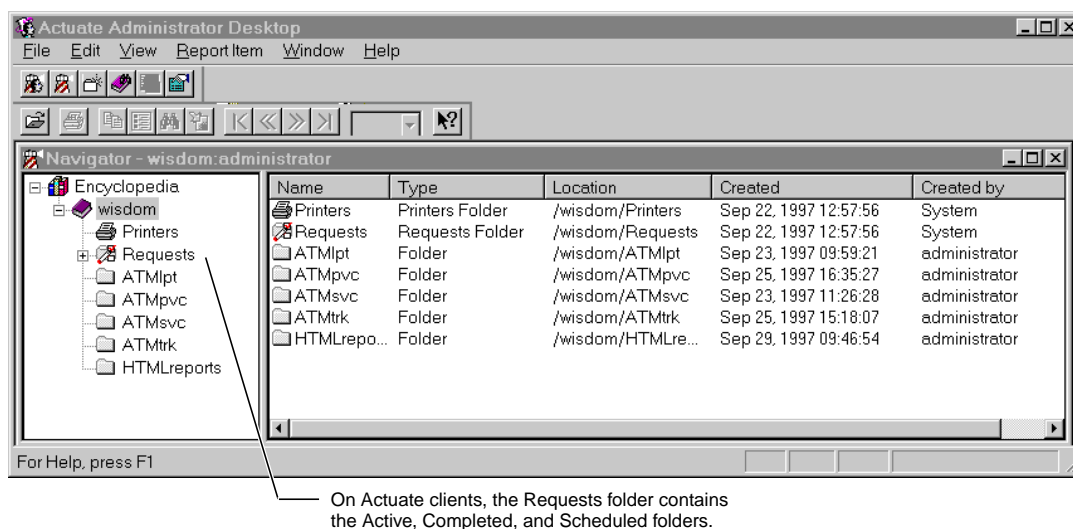 Actuate Administrator Desktop
File Edit View Report Item Window Help
Navigator - wisdom:administrator
Encyclopedia
wisdom
Printers
Requests
ATMlpt
ATMpvc
ATMsvc
ATMtrk
HTMLreports
Name Type Location Created Created by
Printers Printers Folder /wisdom/Printers Sep 22, 1997 12:57:56 System
Requests Requests Folder /wisdom/Requests Sep 22, 1997 12:57:56 System
ATMlpt Folder /wisdom/ATMlpt Sep 23, 1997 09:59:21 administrator
ATMpvc Folder /wisdom/ATMpvc Sep 25, 1997 16:35:27 administrator
ATMsvc Folder /wisdom/ATMsvc Sep 23, 1997 11:26:28 administrator
ATMtrk Folder /wisdom/ATMtrk Sep 25, 1997 15:18:07 administrator
HTMLrepo... Folder /wisdom/HTMLre... Sep 29, 1997 09:46:54 administrator
For Help, press F1
On Actuate clients, the Requests folder contains
the Active, Completed, and Scheduled folders.